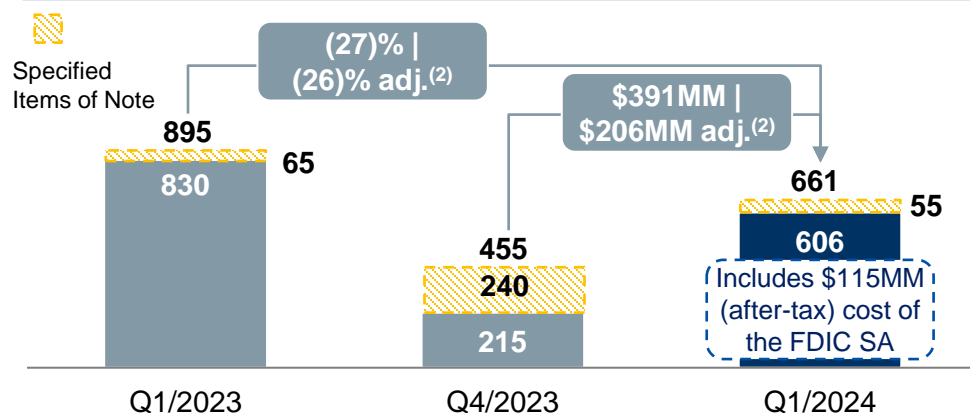 Specified
Items of Note
(27)% |
(26)% adj.(2)
$391MM |
$206MM adj.(2)
895
65
830
455
240
215
661
55
606
Includes $115MM
(after-tax) cost of
the FDIC SA
Q1/2023
Q4/2023
Q1/2024